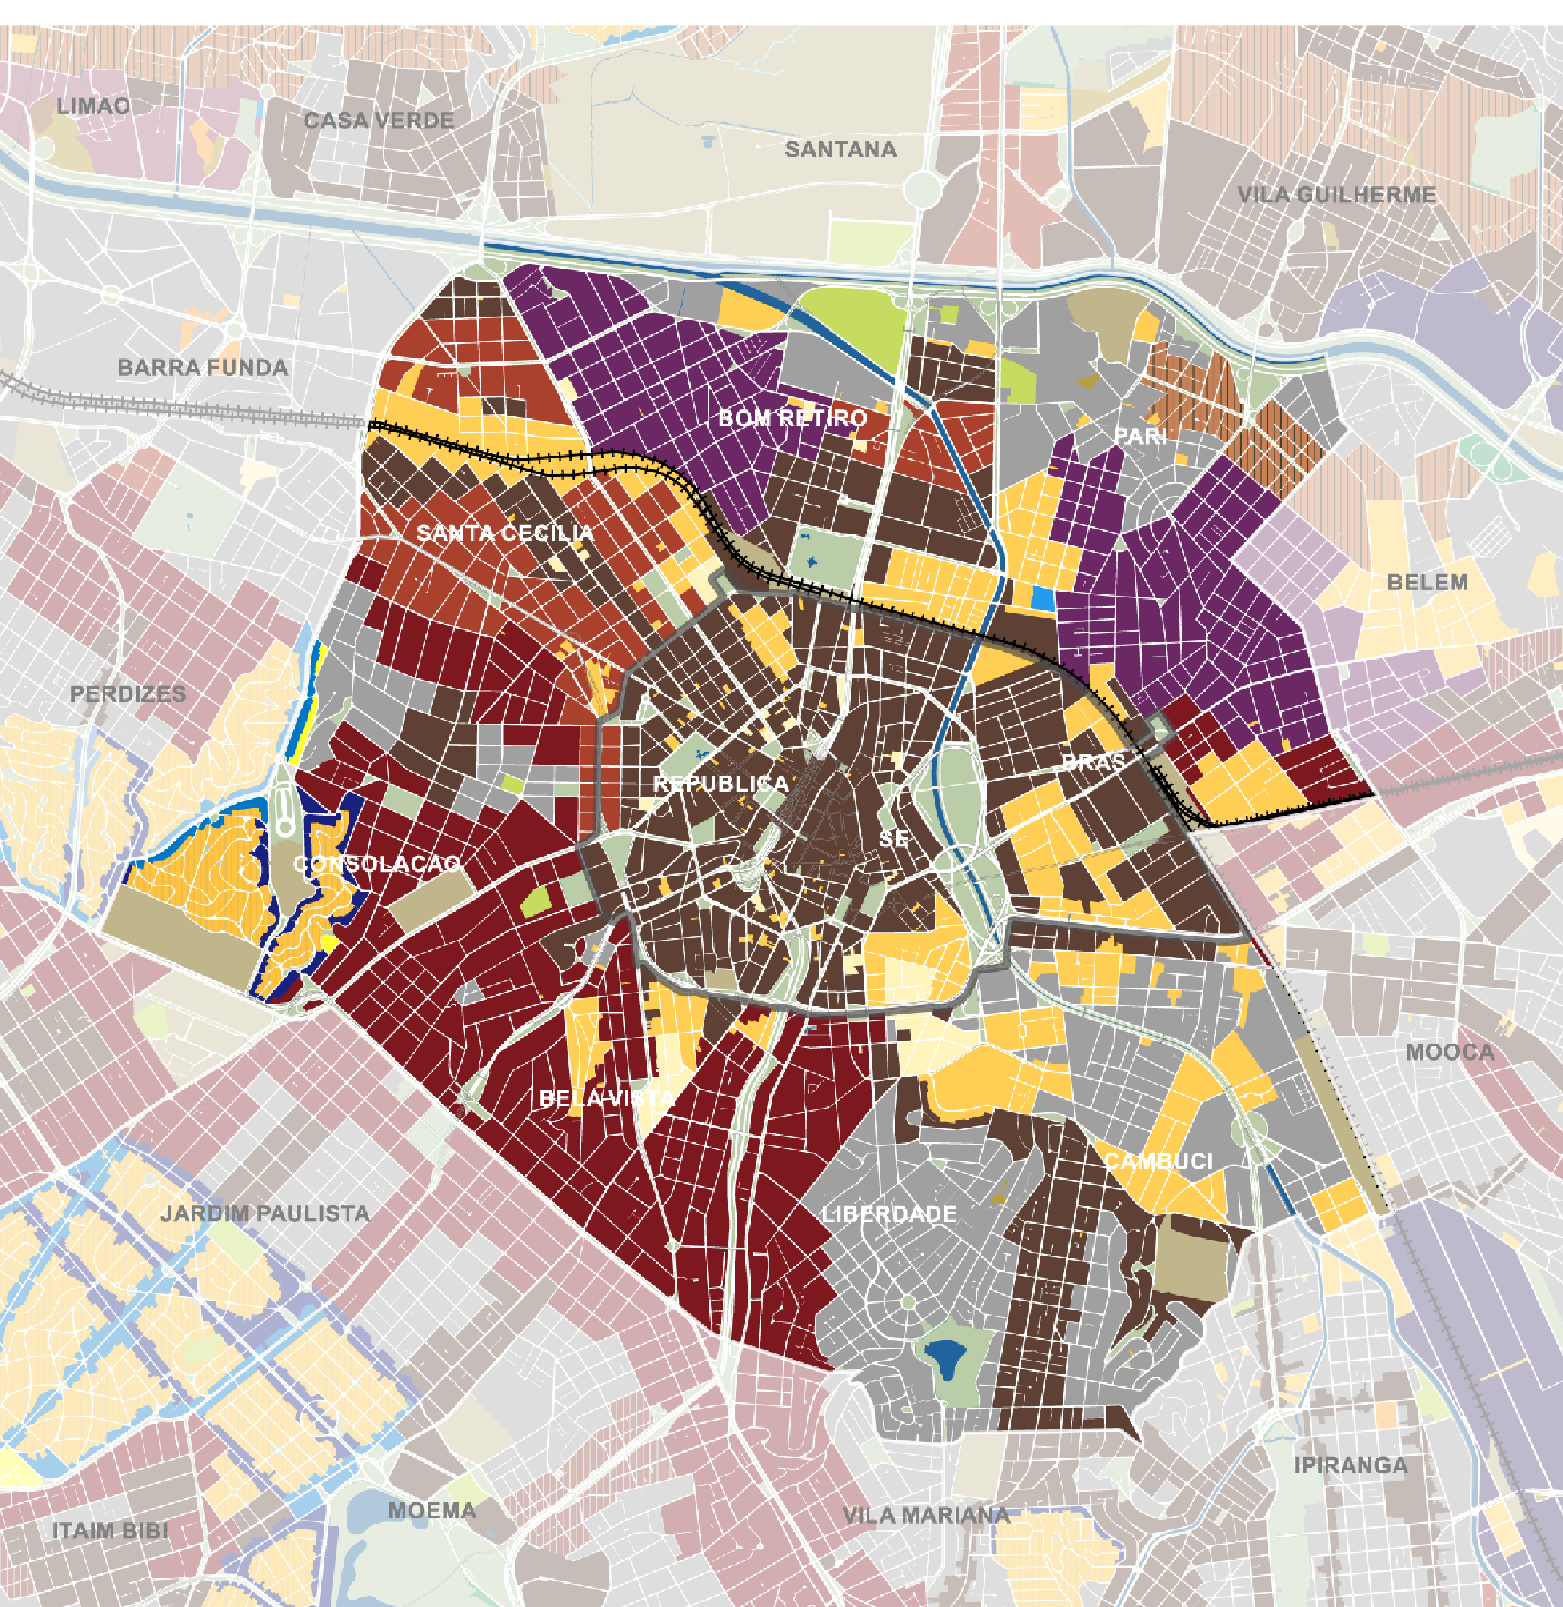 LIMAO
CASA VERDE
SANTANA
VILA GUILHERME
BARRA FUNDA
BOM RETIRO
PARI
SANTA CECILIA
BELEM
PERDIZES
BRAS
REPUBLICA
SE
CONSOLACAO
MOOCA
BELA VISTA
CAMBUCI
JARDIM PAULISTA
LIBERDADE
IPIRANGA
MOEMA
VILA MARIANA
ITAIM BIBI